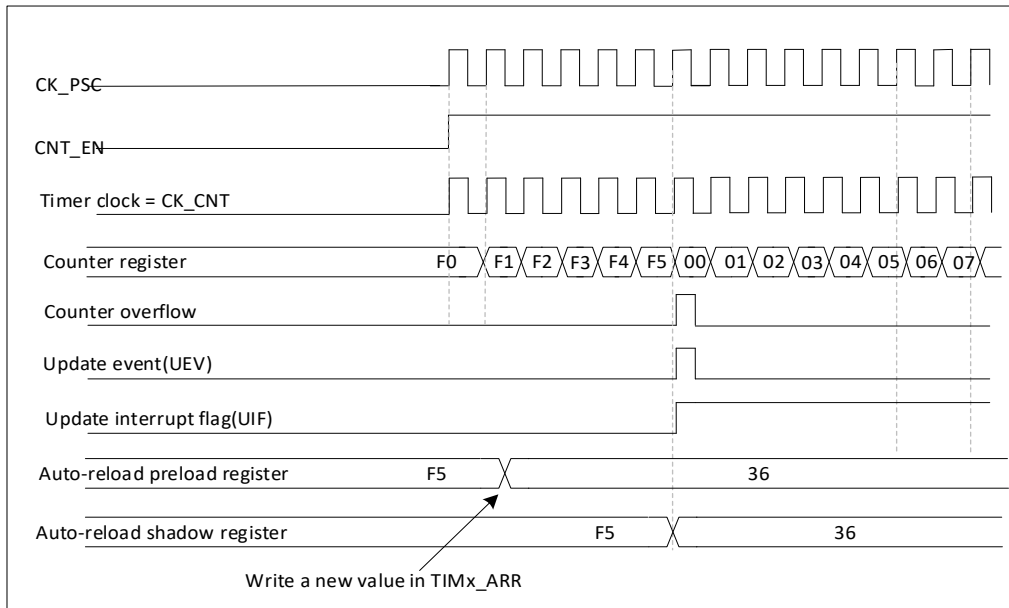 CK_PSC
CNT_EN
Timer clock = CK_CNT
Counter register F0 F1 F2 F3 F4 F5 00 01 02 03 04 05 06 07
Counter overflow
Update event(UEV)
Update interrupt flag(UIF)
Auto-reload preload register F5 36
Auto-reload shadow register F5 36
Write a new value in TIMx_ARR